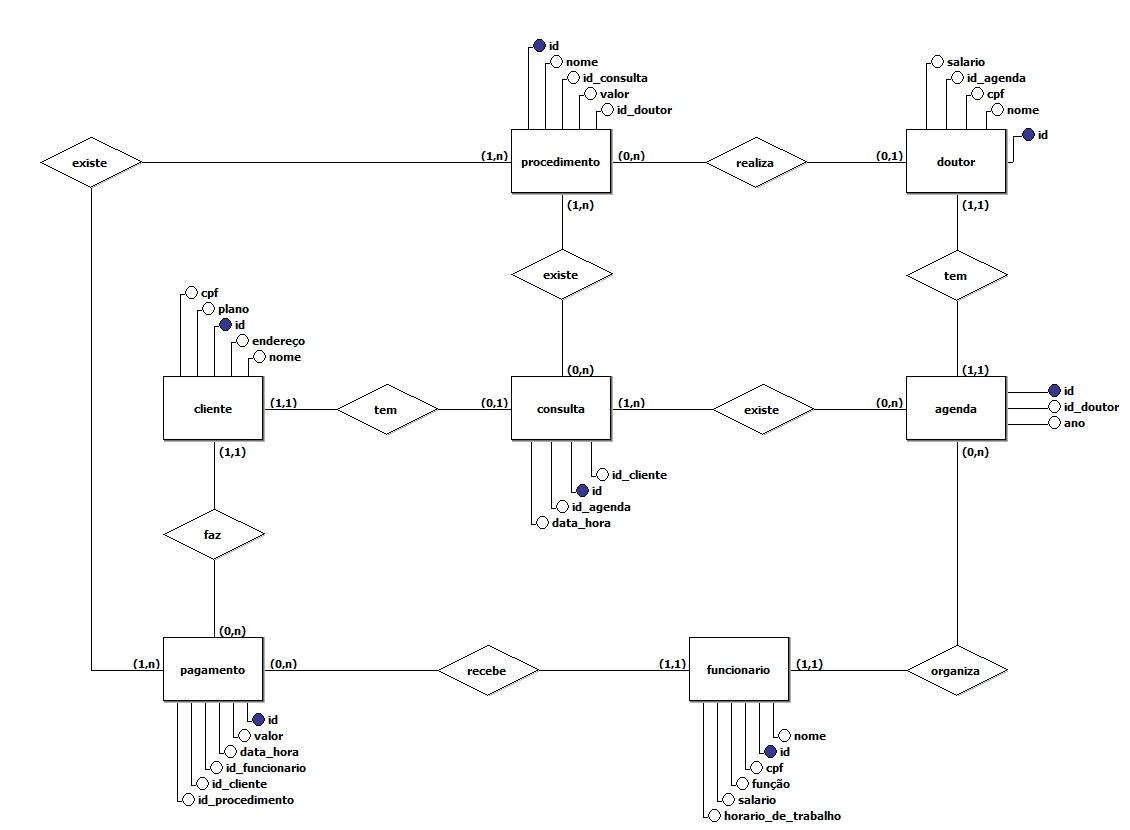 id
nome
id_consulta
valor
id_doutor
salario
id_agenda
cpf
nome
id
existe
(1,n)
procedimento
(0,n)
realiza
(0,1)
doutor
(1,n)
(1,1)
existe
tem
cpf
plano
id
endereço
nome
(0,n)
(1,1)
cliente
(1,1)
tem
(0,1)
consulta
(1,n)
existe
(0,n)
agenda
id
id_doutor
ano
(1,1)
(0,n)
id_cliente
id
id_agenda
data_hora
faz
(0,n)
(1,n)
pagamento
(0,n)
recebe
(1,1)
funcionario
(1,1)
organiza
id
valor
data_hora
id_funcionario
id_cliente
id_procedimento
nome
id
cpf
função
salario
horario_de_trabalho